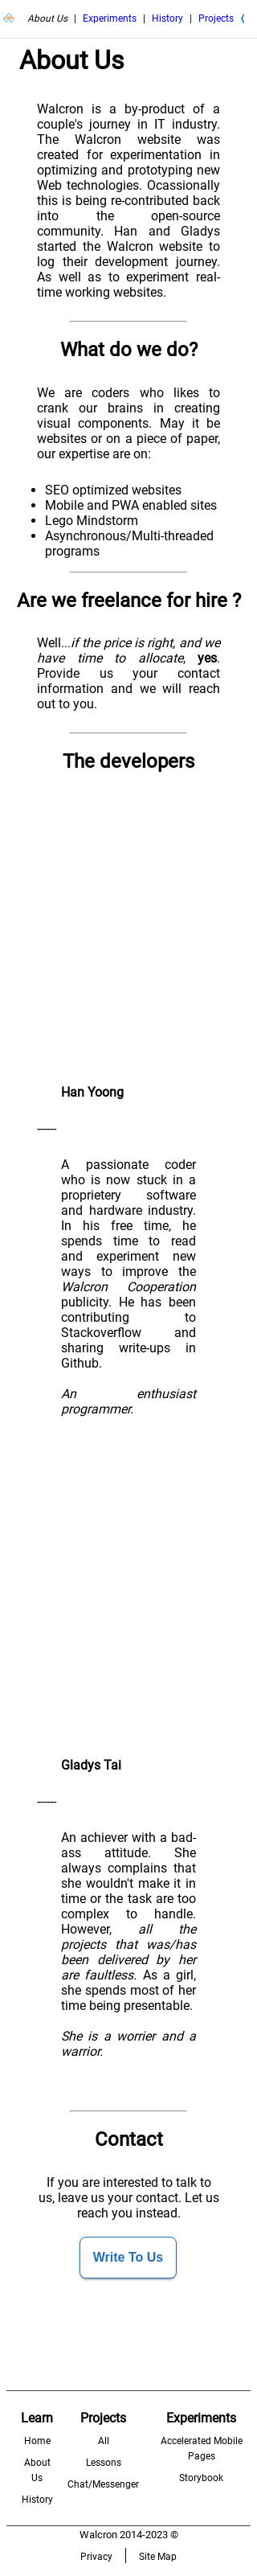 About Us | Experiments | History | Projects
About Us
Walcron is a by-product of a
couple's journey in IT industry.
The Walcron website was
created for experimentation in
optimizing and prototyping new
Web technologies. Ocassionally
this is being re-contributed back
into the open-source
community. Han and Gladys
started the Walcron website to
log their development journey.
As well as to experiment real-
time working websites.
What do we do?
We are coders who likes to
crank our brains in creating
visual components. May it be
websites or on a piece of paper,
our expertise are on:
• SEO optimized websites
• Mobile and PWA enabled sites
• Lego Mindstorm
• Asynchronous/Multi-threaded
programs
Are we freelance for hire ?
Well...if the price is right, and we
have time to allocate, yes.
Provide us your contact
information and we will reach
out to you.
The developers
Han Yoong
A passionate coder
who is now stuck in a
proprietery software
and hardware industry.
In his free time, he
spends time to read
and experiment new
ways to improve the
Walcron Cooperation
publicity. He has been
contributing to
Stackoverflow and
sharing write-ups in
Github.
An enthusiast
programmer.
Gladys Tai
An achiever with a bad-
ass attitude. She
always complains that
she wouldn't make it in
time or the task are too
complex to handle.
However, all the
projects that was/has
been delivered by her
are faultless. As a girl,
she spends most of her
time being presentable.
She is a worrier and a
warrior.
Contact
If you are interested to talk to
us, leave us your contact. Let us
reach you instead.
Write To Us
Learn Projects Experiments
Home All Accelerated Mobile
Pages
About Lessons
Us Storybook
Chat/Messenger
History
Walcron 2014-2023 ©
Privacy | Site Map